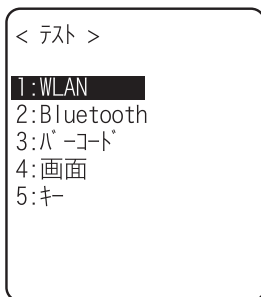 < ﾃｽﾄ >
1:WLAN
2:Bluetooth
3:ﾊﾞｰｺｰﾄﾞ
4:画面
5:ｷｰ